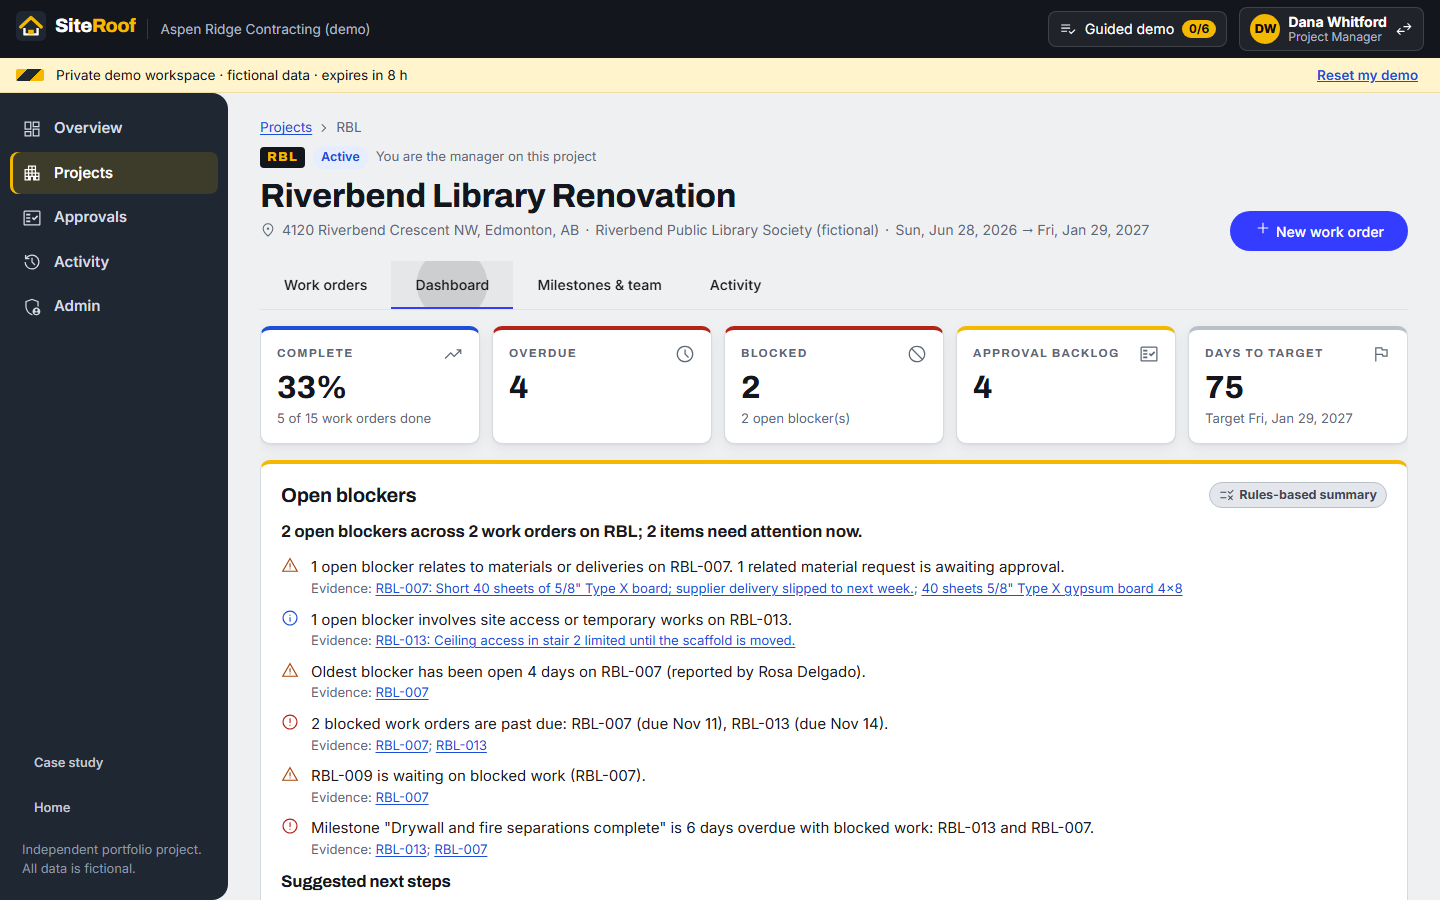 SiteRoof
Aspen Ridge Contracting (demo)
Guided demo 0/6
DW
Dana Whitford
Project Manager
Private demo workspace · fictional data · expires in 8 h
Reset my demo
Overview
Projects
Approvals
Activity
Admin
Case study
Home
Independent portfolio project.
All data is fictional.
Projects > RBL
RBL Active You are the manager on this project
Riverbend Library Renovation
4120 Riverbend Crescent NW, Edmonton, AB · Riverbend Public Library Society (fictional) · Sun, Jun 28, 2026 → Fri, Jan 29, 2027
+ New work order
Work orders Dashboard Milestones & team Activity
COMPLETE
33%
5 of 15 work orders done
OVERDUE
4
BLOCKED
2
2 open blocker(s)
APPROVAL BACKLOG
4
DAYS TO TARGET
75
Target Fri, Jan 29, 2027
Open blockers
Rules-based summary
2 open blockers across 2 work orders on RBL; 2 items need attention now.
1 open blocker relates to materials or deliveries on RBL-007. 1 related material request is awaiting approval.
Evidence: RBL-007: Short 40 sheets of 5/8" Type X board; supplier delivery slipped to next week.; 40 sheets 5/8" Type X gypsum board 4×8
1 open blocker involves site access or temporary works on RBL-013.
Evidence: RBL-013: Ceiling access in stair 2 limited until the scaffold is moved.
Oldest blocker has been open 4 days on RBL-007 (reported by Rosa Delgado).
Evidence: RBL-007
2 blocked work orders are past due: RBL-007 (due Nov 11), RBL-013 (due Nov 14).
Evidence: RBL-007; RBL-013
RBL-009 is waiting on blocked work (RBL-007).
Evidence: RBL-007
Milestone "Drywall and fire separations complete" is 6 days overdue with blocked work: RBL-013 and RBL-007.
Evidence: RBL-013; RBL-007
Suggested next steps